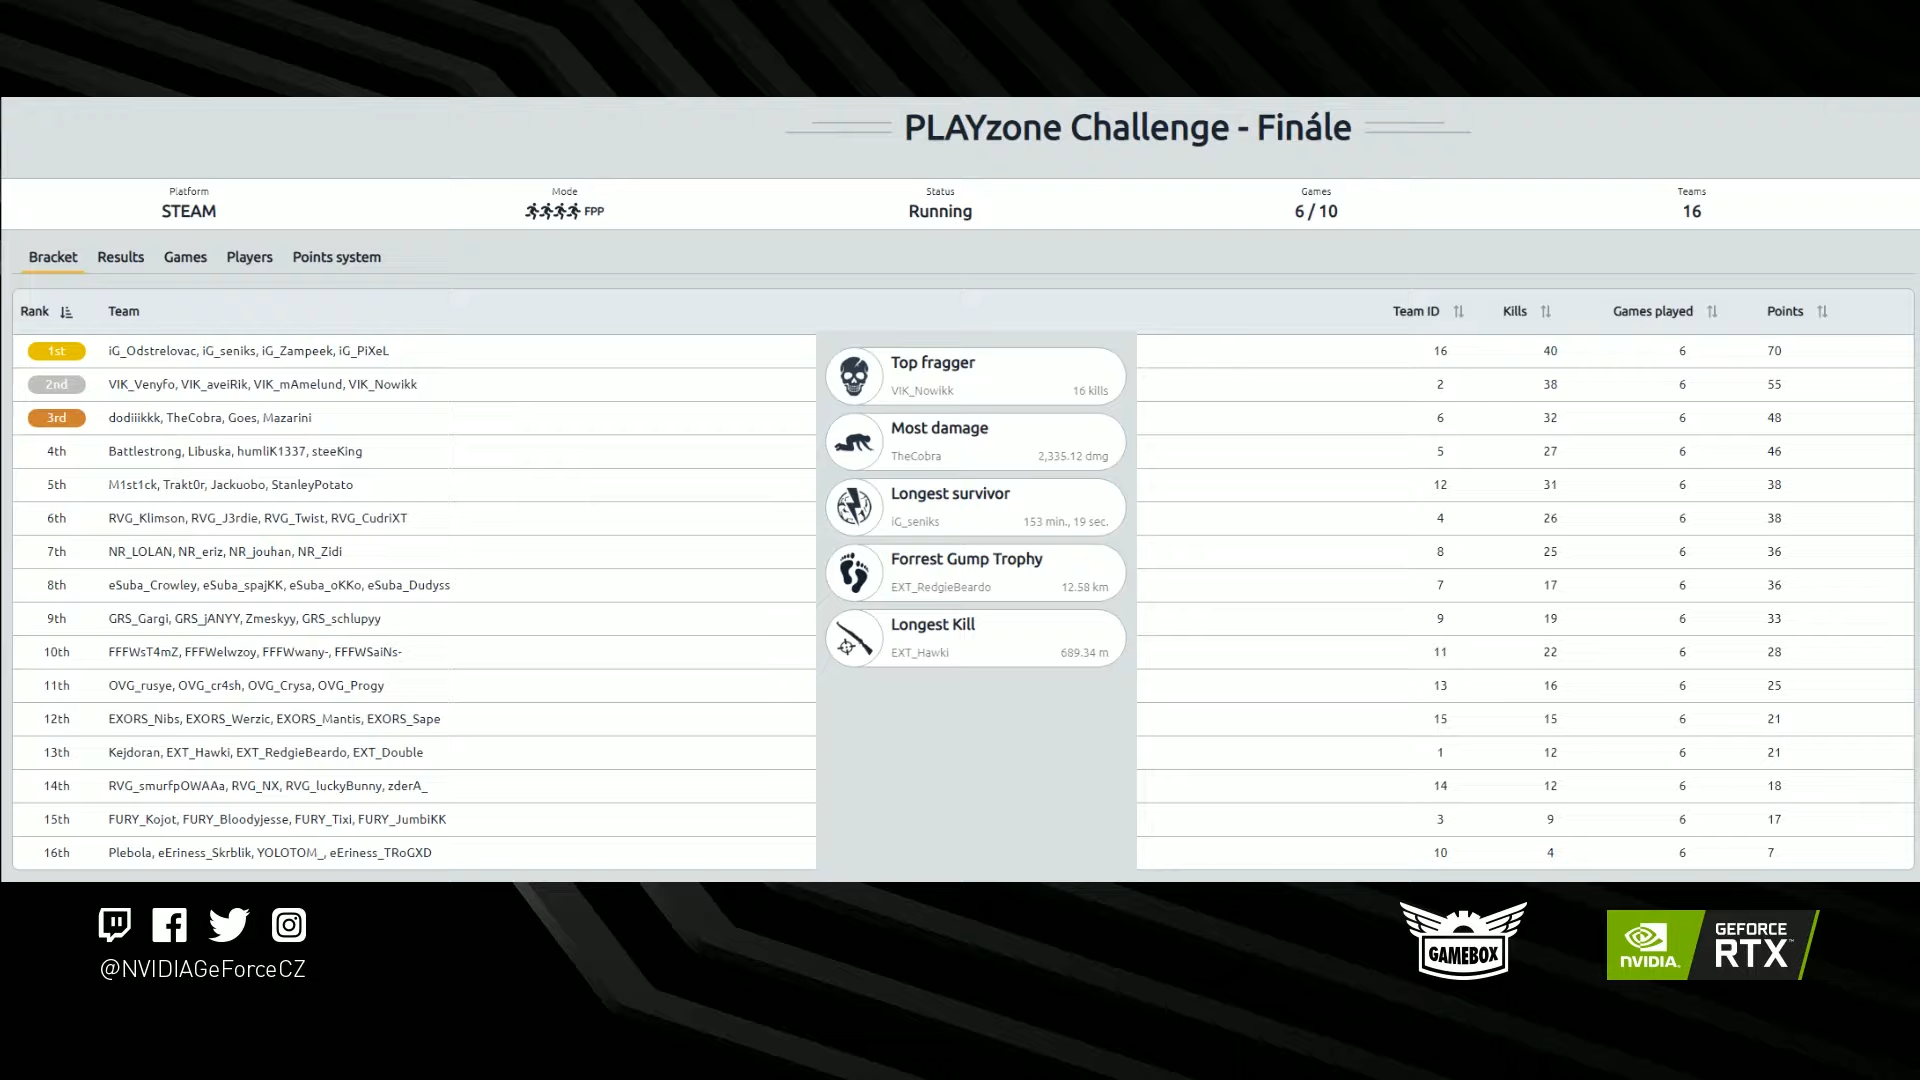 PLAYzone Challenge - Finále
Platform
STEAM
Mode
FPP
Status
Running
Games
6 / 10
Teams
16
Bracket Results Games Players Points system
Rank Team Team ID Kills Games played Points
1st iG_Odstrelovac, iG_seniks, iG_Zampeek, iG_PiXeL 16 40 6 70
2nd VIK_Venyfo, VIK_aveiRik, VIK_mAmelund, VIK_Nowikk 2 38 6 55
3rd dodiiikkk, TheCobra, Goes, Mazarini 6 32 6 48
4th Battlestrong, Libuska, humliK1337, steeKing 5 27 6 46
5th M1st1ck, Trakt0r, Jackuobo, StanleyPotato 12 31 6 38
6th RVG_Klimson, RVG_J3rdie, RVG_Twist, RVG_CudriXT 4 26 6 38
7th NR_LOLAN, NR_eriz, NR_jouhan, NR_Zidi 8 25 6 36
8th eSuba_Crowley, eSuba_spajKK, eSuba_oKKo, eSuba_Dudyss 7 17 6 36
9th GRS_Gargi, GRS_jANYY, Zmeskyy, GRS_schlupyy 9 19 6 33
10th FFFWsT4mZ, FFFWelwzoy, FFFWwany-, FFFWSaiNs- 11 22 6 28
11th OVG_rusye, OVG_cr4sh, OVG_Crysa, OVG_Progy 13 16 6 25
12th EXORS_Nibs, EXORS_Werzic, EXORS_Mantis, EXORS_Sape 15 15 6 21
13th Kejdoran, EXT_Hawki, EXT_RedgieBeardo, EXT_Double 1 12 6 21
14th RVG_smurfpOWAAa, RVG_NX, RVG_luckyBunny, zderA_ 14 12 6 18
15th FURY_Kojot, FURY_Bloodyjesse, FURY_Tixi, FURY_JumbiKK 3 9 6 17
16th Plebola, eEriness_Skrblik, YOLOTOM_, eEriness_TRoGXD 10 4 6 7
Top fragger
VIK_Nowikk 16 kills
Most damage
TheCobra 2,335.12 dmg
Longest survivor
iG_seniks 153 min., 19 sec.
Forrest Gump Trophy
EXT_RedgieBeardo 12.58 km
Longest Kill
EXT_Hawki 689.34 m
@NVIDIAGeForceCZ
GAMEBOX
NVIDIA.
GEFORCE
RTX™